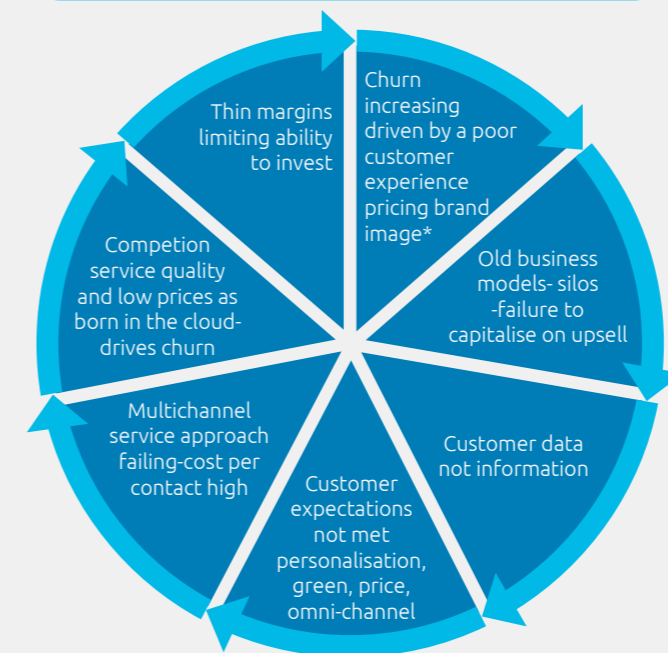 Thin margins
limiting ability
to invest
Churn
increasing
driven by a poor
customer
experience
pricing brand
image*
Old business
models- silos
-failure to
capitalise on upsell
Customer data
not information
Customer
expectations
not met
personalisation,
green, price,
omni-channel
Multichannel
service approach
failing-cost per
contact high
Competion
service quality
and low prices as
born in the cloud-
drives churn